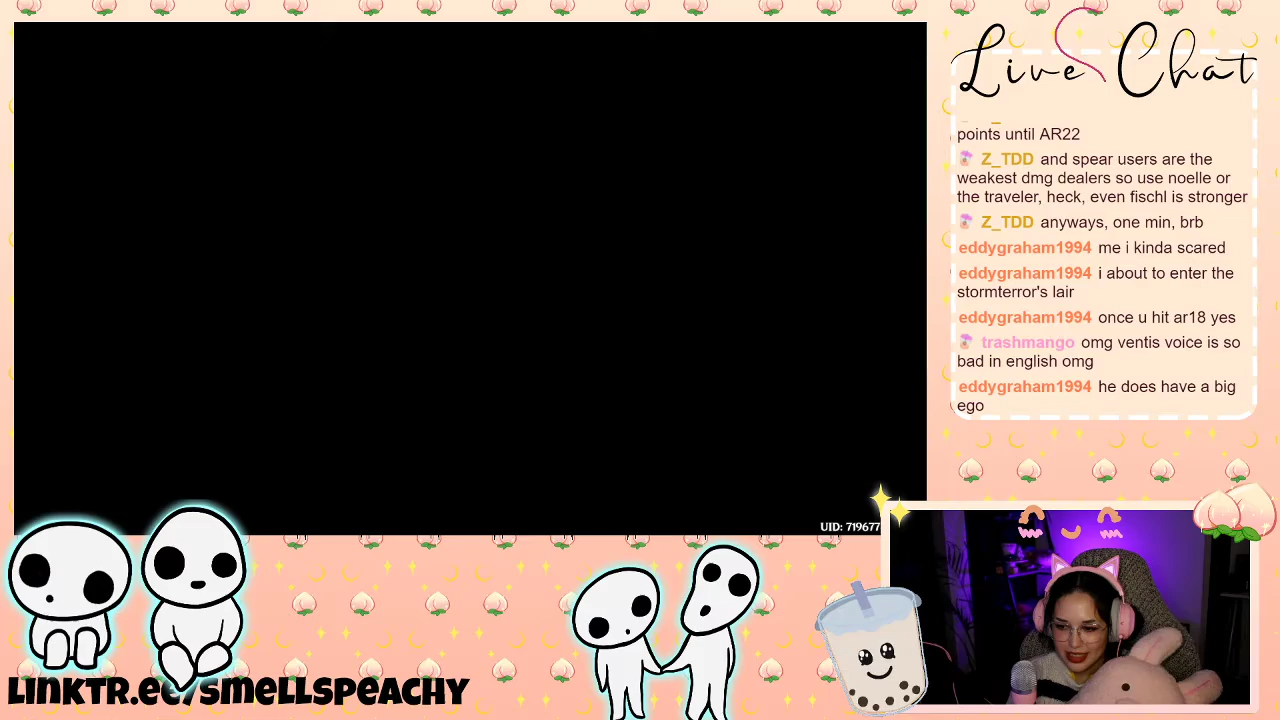 Live Chat
points until AR22
Z_TDD and spear users are the
weakest dmg dealers so use noelle or
the traveler, heck, even fischl is stronger
Z_TDD anyways, one min, brb
eddygraham1994 me i kinda scared
eddygraham1994 i about to enter the
stormterror's lair
eddygraham1994 once u hit ar18 yes
trashmango omg ventis voice is so
bad in english omg
eddygraham1994 he does have a big
ego
UID: 719677
linktr.ee/smellspeachy